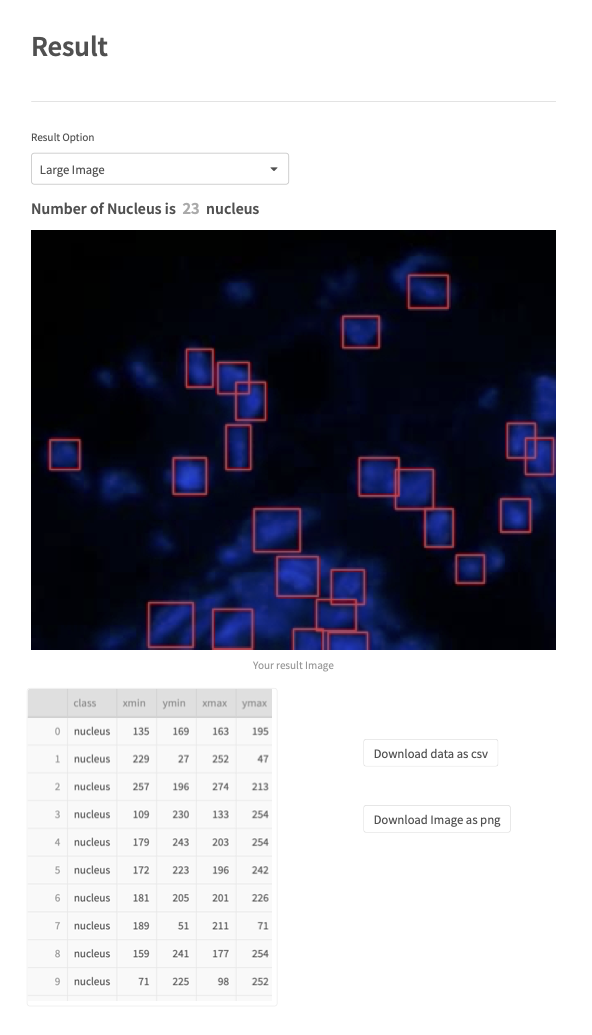 Result
Result Option
Large Image
Number of Nucleus is 23 nucleus
Your result Image
class xmin ymin xmax ymax
0 nucleus 135 169 163 195
1 nucleus 229 27 252 47
2 nucleus 257 196 274 213
3 nucleus 109 230 133 254
4 nucleus 179 243 203 254
5 nucleus 172 223 196 242
6 nucleus 181 205 201 226
7 nucleus 189 51 211 71
8 nucleus 159 241 177 254
9 nucleus 71 225 98 252
Download data as csv
Download Image as png